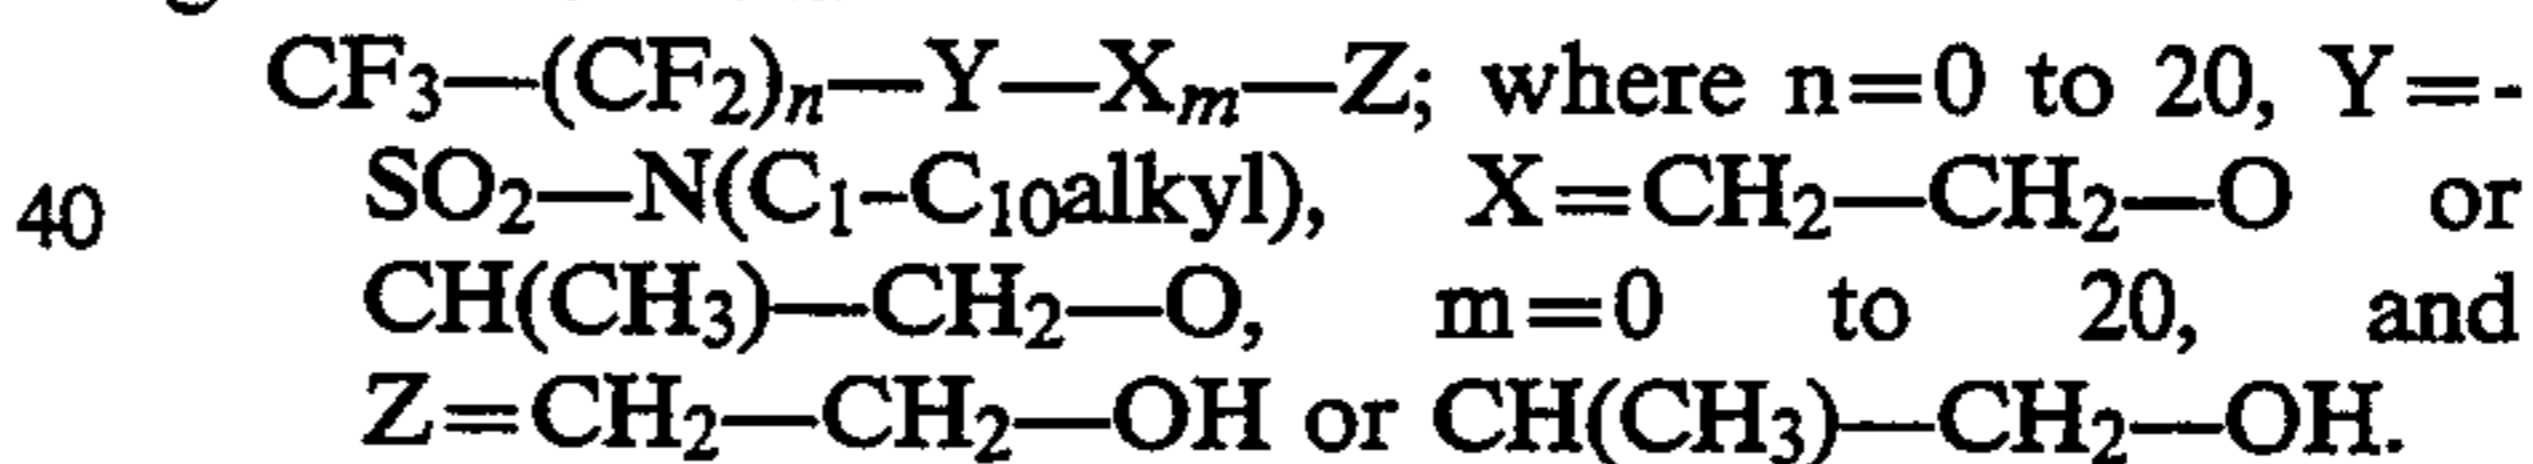 CF3—(CF2)n—Y—Xm—Z; where n=0 to 20, Y=-
40 SO2—N(C1–C10alkyl), X=CH2—CH2—O or
CH(CH3)—CH2—O, m=0 to 20, and
Z=CH2—CH2—OH or CH(CH3)—CH2—OH.